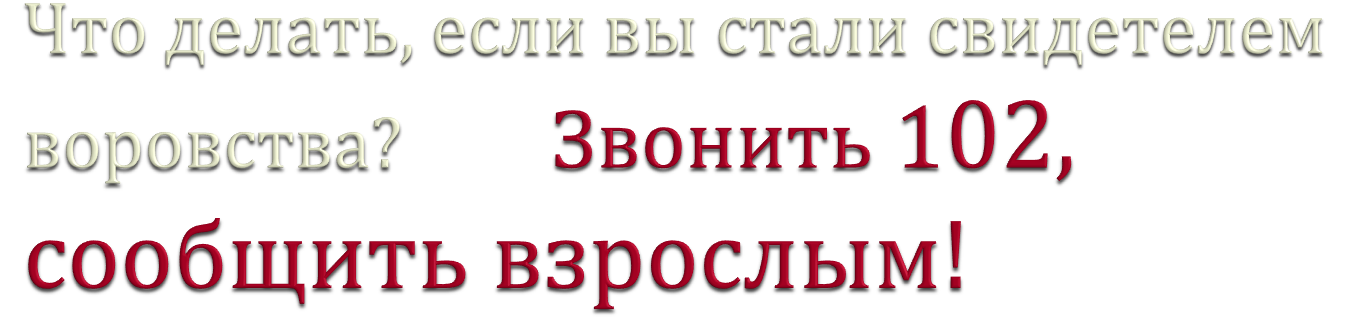 Что делать, если вы стали свидетелем
воровства? Звонить 102,
сообщить взрослым!